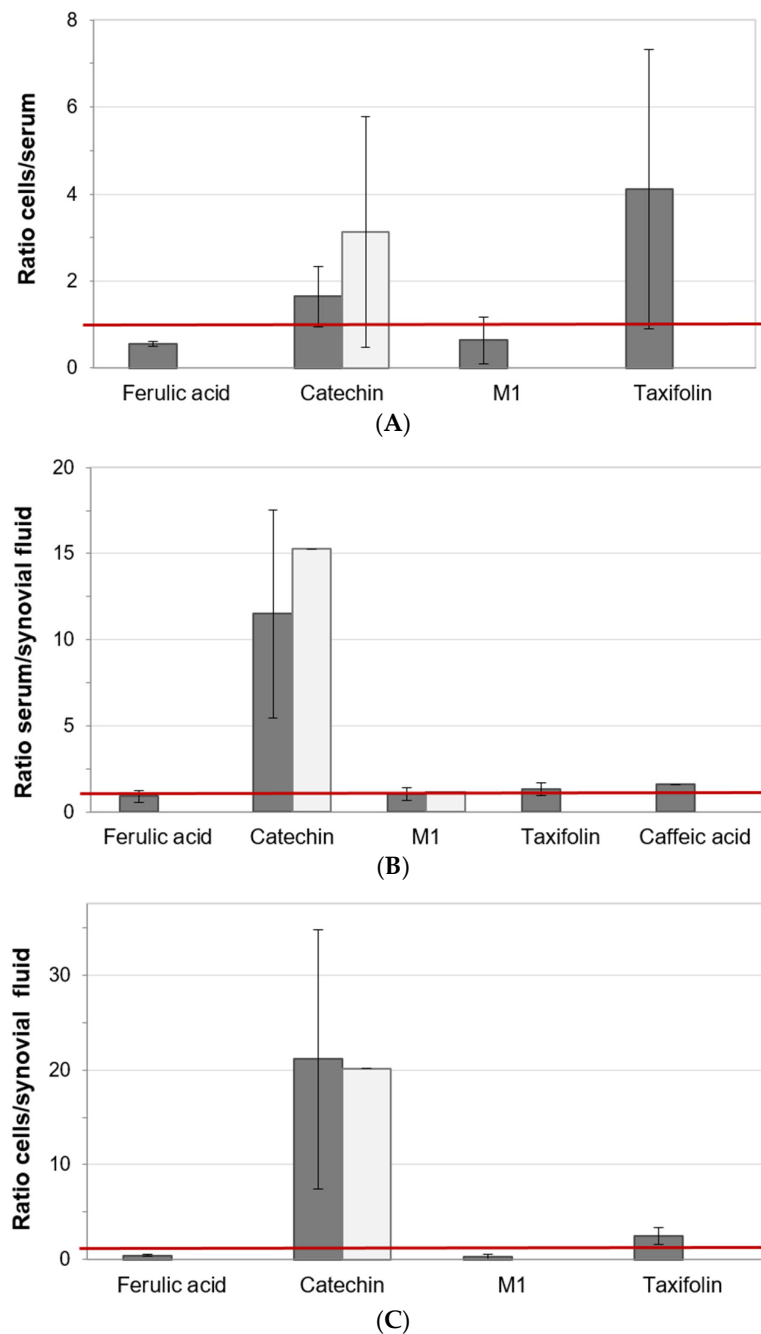 Ratio cells/serum
8
6
4
2
0
Ferulic acid Catechin M1 Taxifolin
(A)
Ratio serum/synovial fluid
20
15
10
5
0
Ferulic acid Catechin M1 Taxifolin Caffeic acid
(B)
Ratio cells/synovial fluid
30
20
10
0
Ferulic acid Catechin M1 Taxifolin
(C)